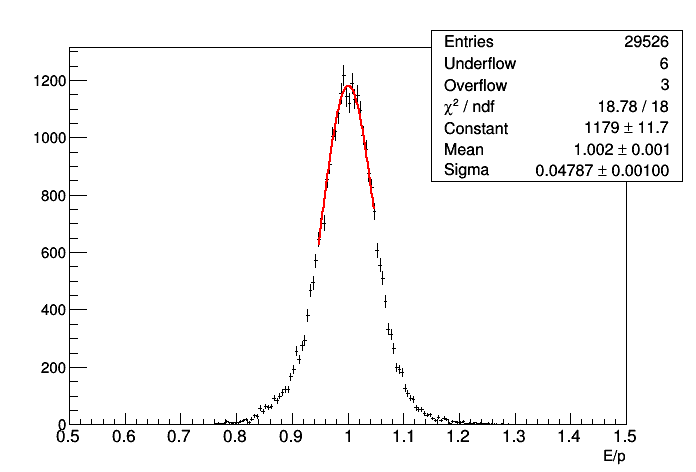 Entries 29526
Underflow 6
Overflow 3
χ² / ndf 18.78 / 18
Constant 1179 ± 11.7
Mean 1.002 ± 0.001
Sigma 0.04787 ± 0.00100
1200
1000
800
600
400
200
0
0.5 0.6 0.7 0.8 0.9 1 1.1 1.2 1.3 1.4 1.5
E/p